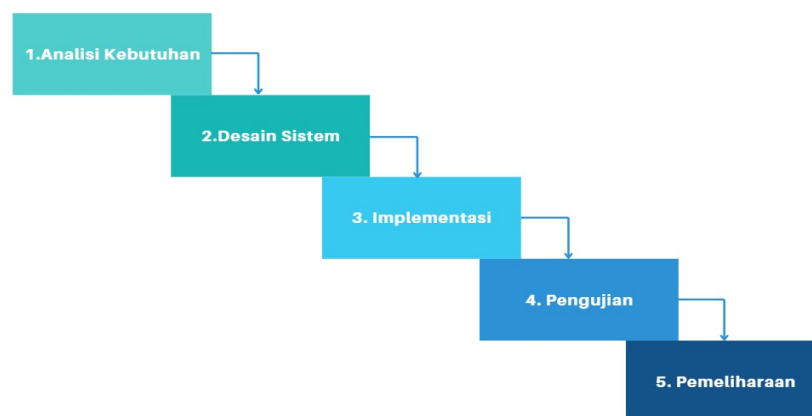 1.Analisi Kebutuhan
2.Desain Sistem
3. Implementasi
4. Pengujian
5. Pemeliharaan